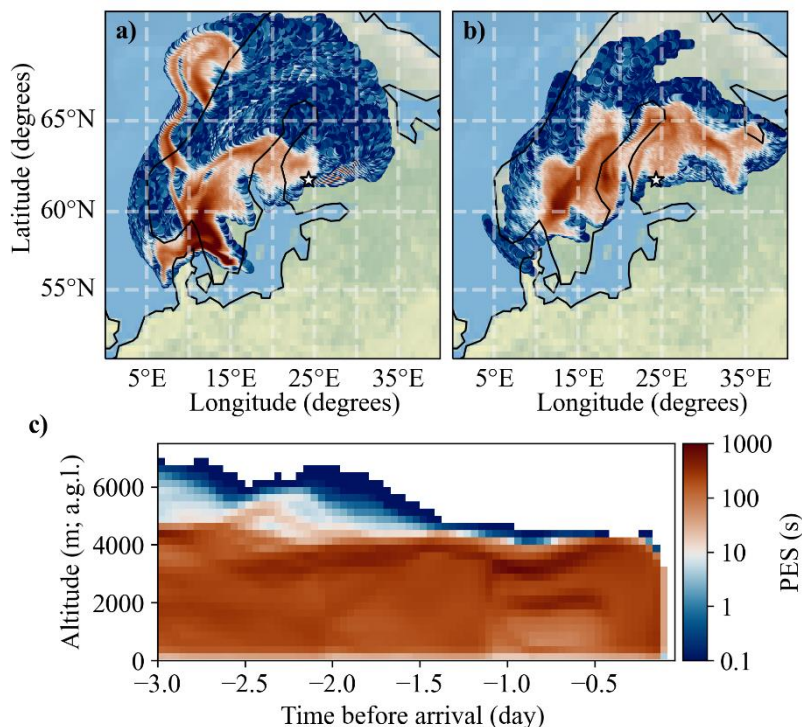 a)
b)
65°N
60°N
55°N
Latitude (degrees)
5°E 15°E 25°E 35°E
5°E 15°E 25°E 35°E
Longitude (degrees)
Longitude (degrees)
c)
6000
4000
2000
0
Altitude (m; a.g.l.)
−3.0 −2.5 −2.0 −1.5 −1.0 −0.5
Time before arrival (day)
1000
100
10
1
0.1
PES (s)